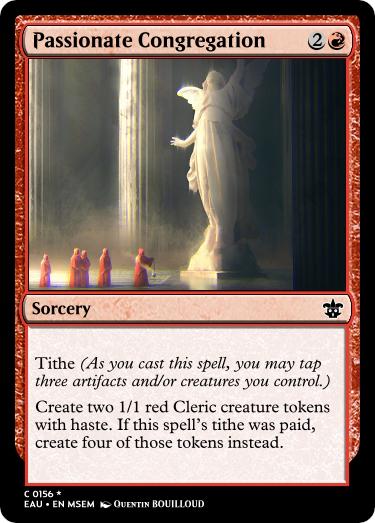 Passionate Congregation 2
Sorcery
Tithe (As you cast this spell, you may tap
three artifacts and/or creatures you control.)
Create two 1/1 red Cleric creature tokens
with haste. If this spell's tithe was paid,
create four of those tokens instead.
C 0156 *
EAU • EN MSEM Quentin BOUILLOUD